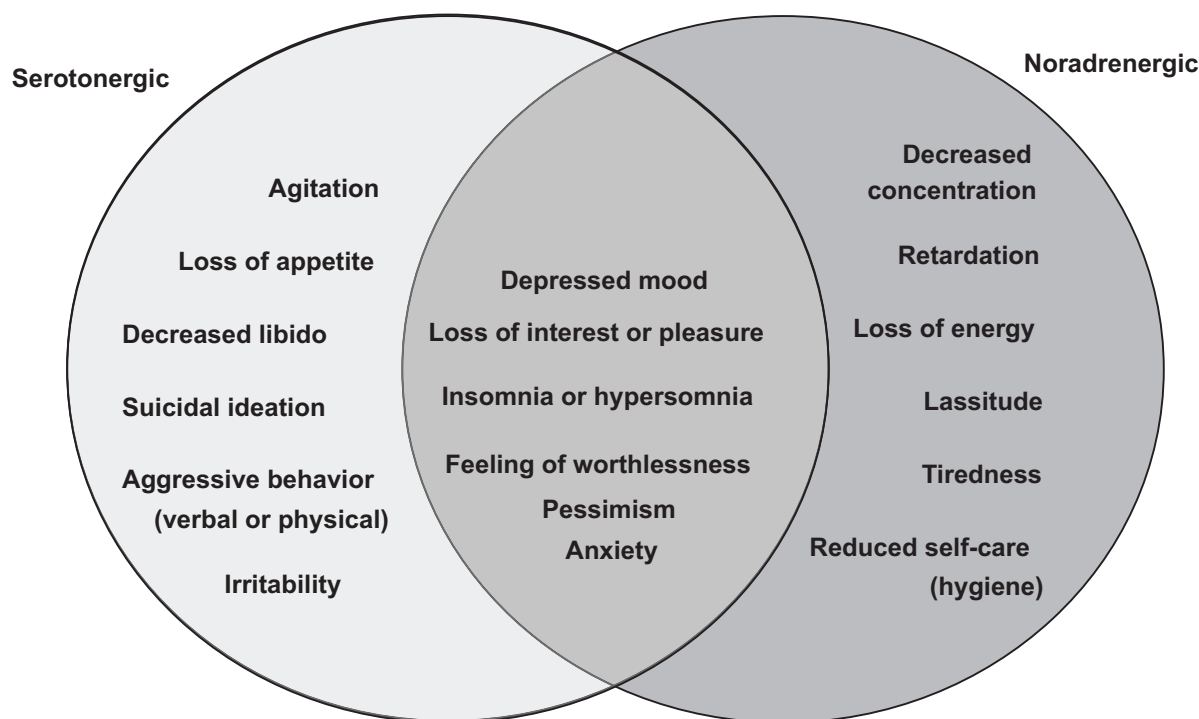 Serotonergic
Noradrenergic
Agitation
Loss of appetite
Decreased libido
Suicidal ideation
Aggressive behavior
(verbal or physical)
Irritability
Depressed mood
Loss of interest or pleasure
Insomnia or hypersomnia
Feeling of worthlessness
Pessimism
Anxiety
Decreased
concentration
Retardation
Loss of energy
Lassitude
Tiredness
Reduced self-care
(hygiene)